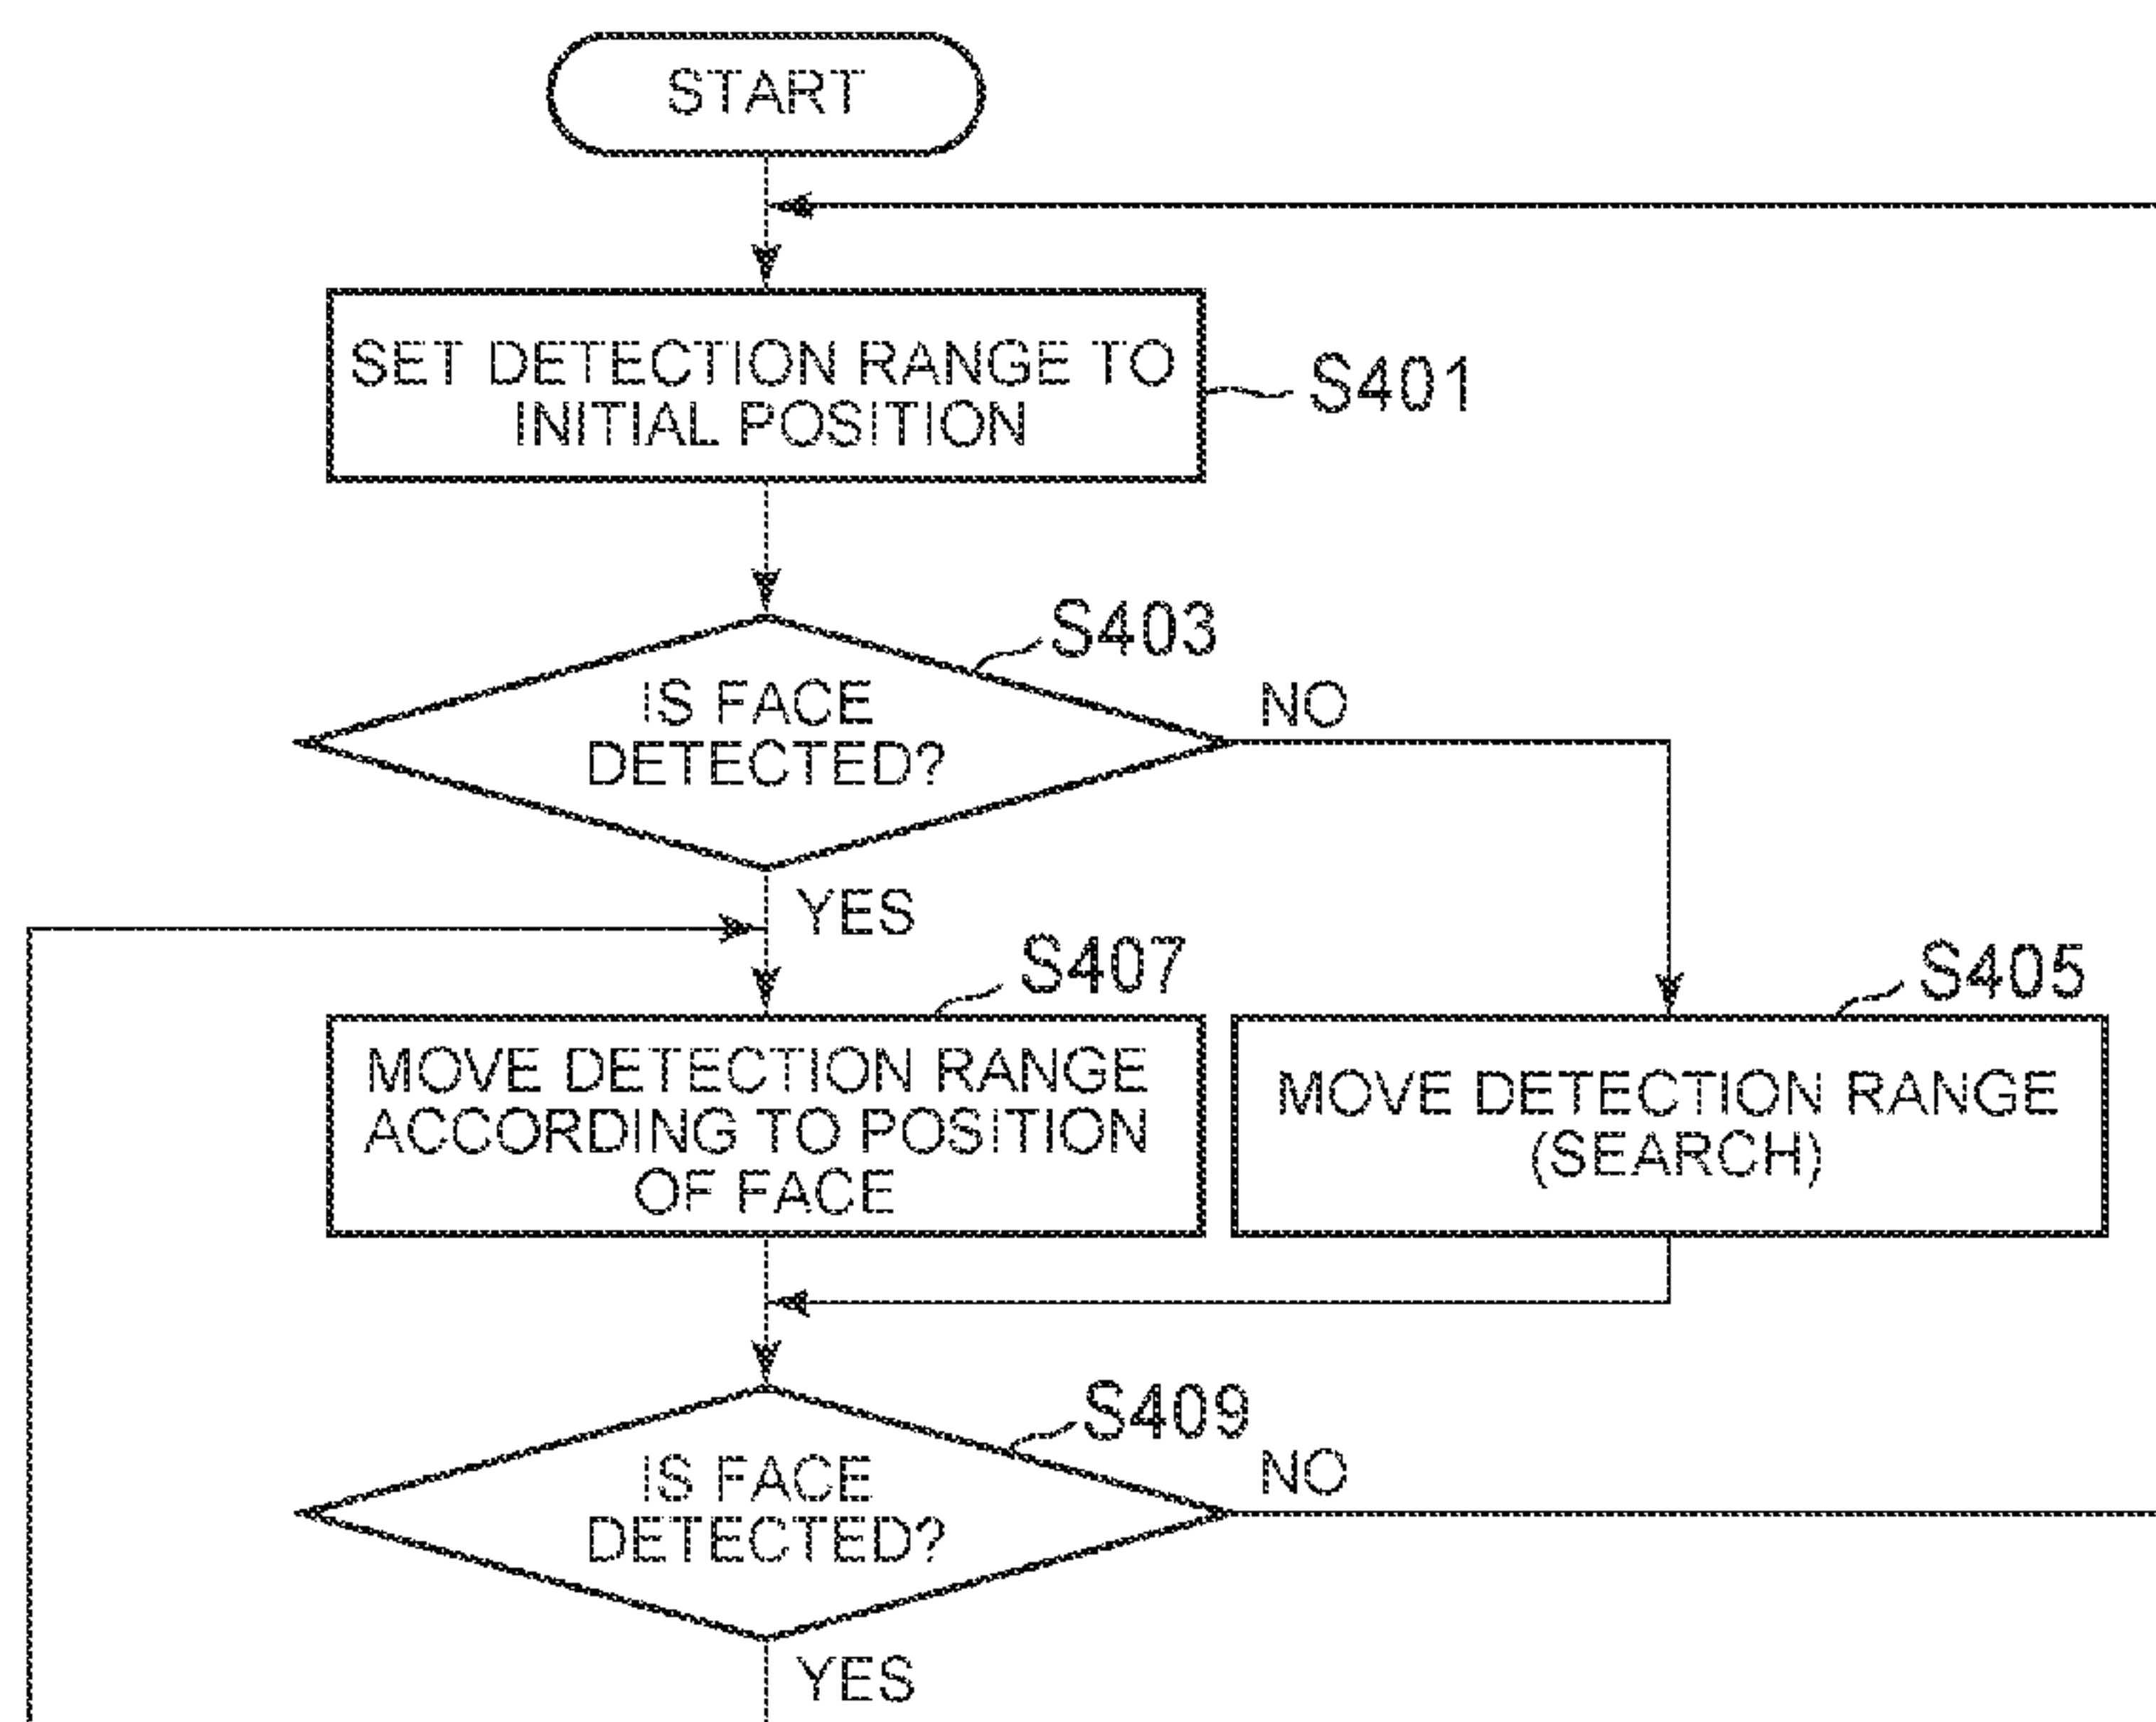 START
SET DETECTION RANGE TO
INITIAL POSITION
S401
S403
IS FACE
DETECTED?
NO
YES
S407
MOVE DETECTION RANGE
ACCORDING TO POSITION
OF FACE
S405
MOVE DETECTION RANGE
(SEARCH)
S409
IS FACE
DETECTED?
NO
YES